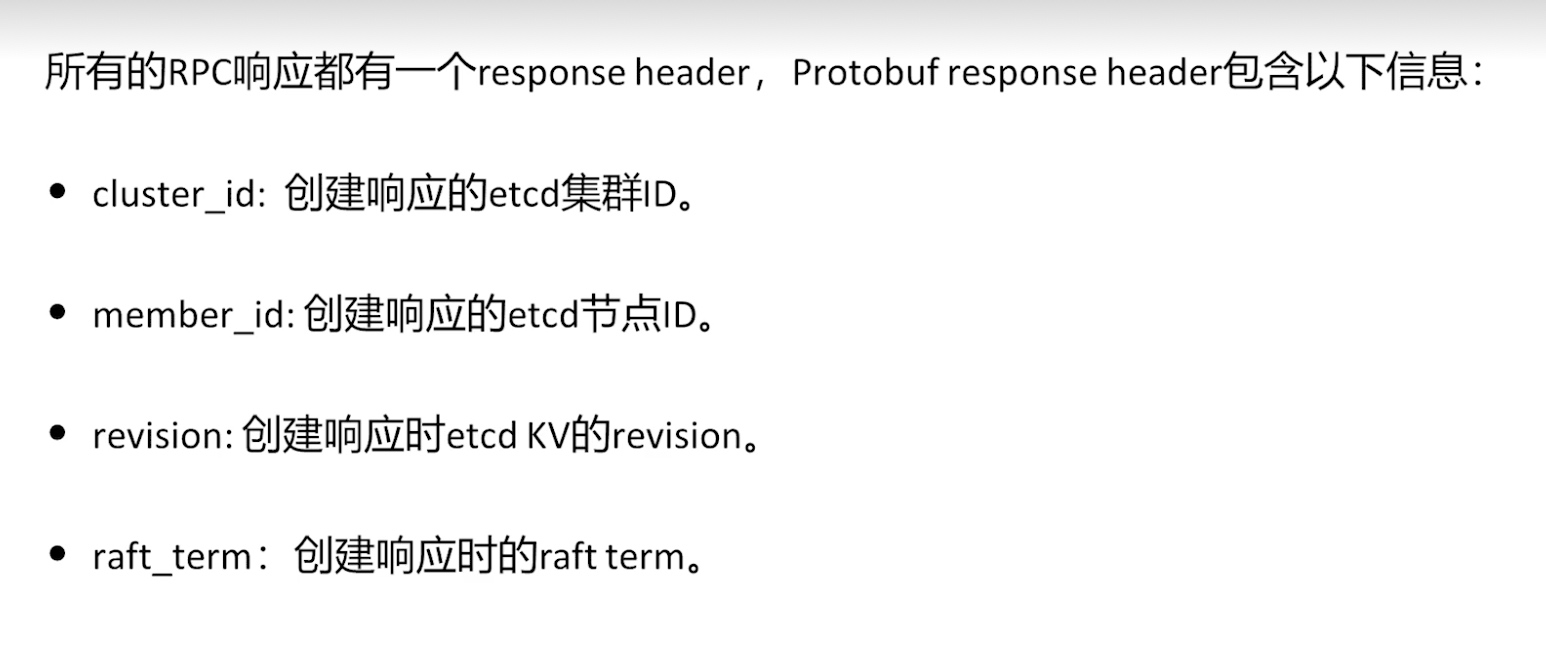 所有的RPC响应都有一个response header，Protobuf response header包含以下信息：
• cluster_id: 创建响应的etcd集群ID。
• member_id: 创建响应的etcd节点ID。
• revision: 创建响应时etcd KV的revision。
• raft_term：创建响应时的raft term。